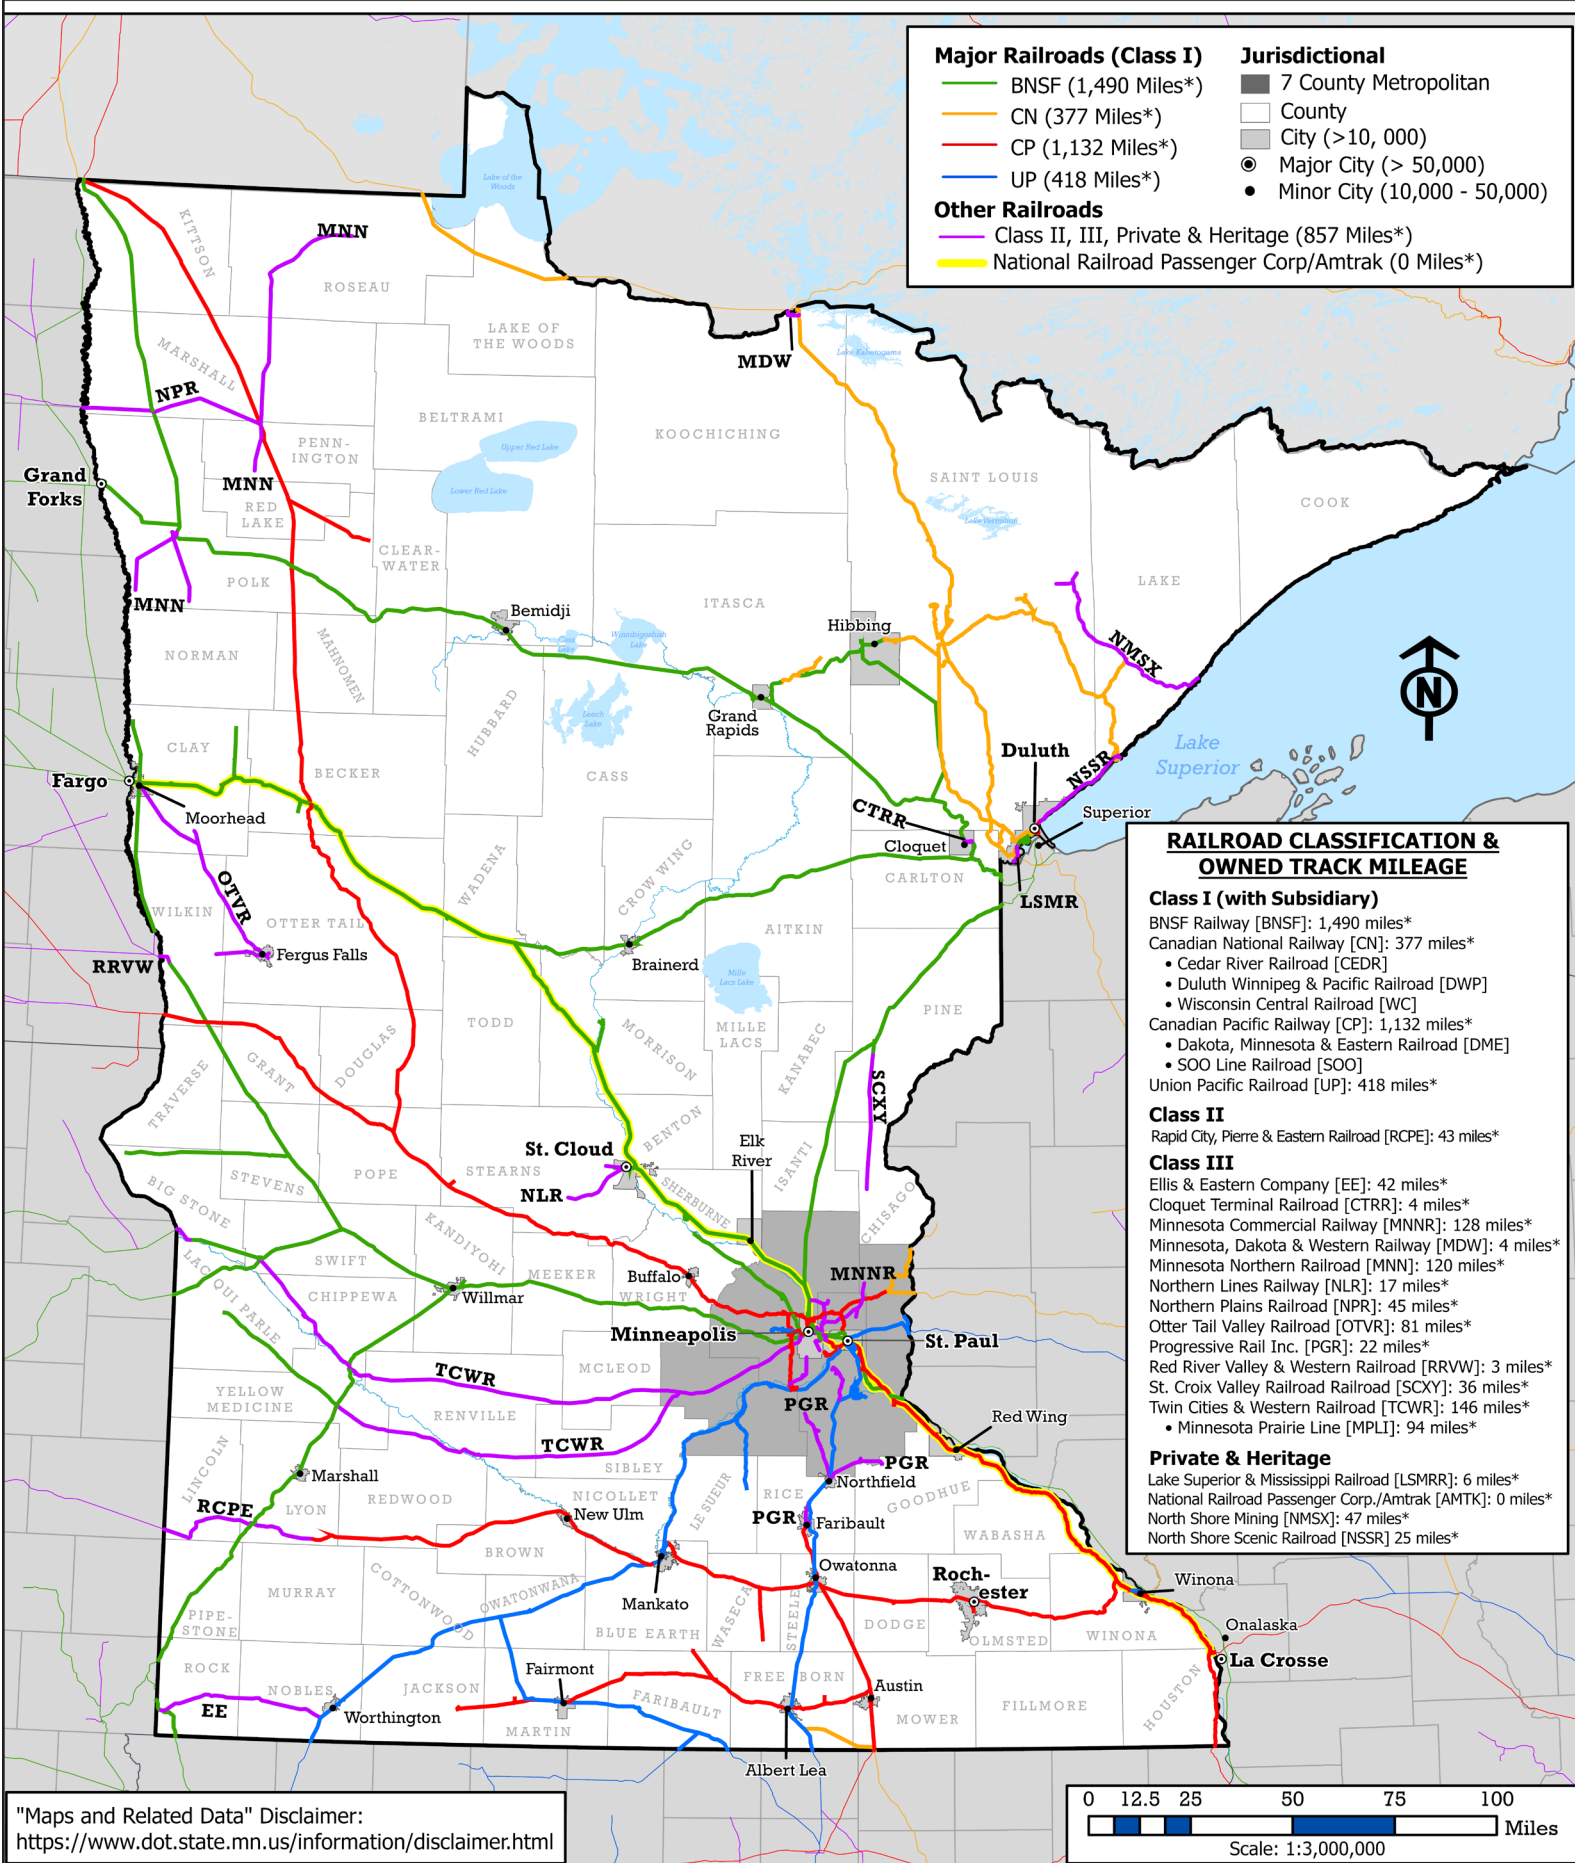 Major Railroads (Class I)
BNSF (1,490 Miles*)
CN (377 Miles*)
CP (1,132 Miles*)
UP (418 Miles*)
Other Railroads
Class II, III, Private & Heritage (857 Miles*)
National Railroad Passenger Corp/Amtrak (0 Miles*)
Jurisdictional
7 County Metropolitan
County
City (>10, 000)
Major City (> 50,000)
Minor City (10,000 - 50,000)
Lake of the
Woods
KITTSON
MNN
ROSEAU
LAKE OF
THE WOODS
MDW
Lake Kabetogama
MARSHALL
NPR
BELTRAMI
KOOCHICHING
PENN-
INGTON
Upper Red Lake
Lower Red Lake
Grand
Forks
MNN
RED
LAKE
SAINT LOUIS
Lake Vermilion
COOK
CLEAR-
WATER
POLK
LAKE
MNN
Bemidji
ITASCA
Hibbing
Cass
Lake
Winnibigoshish
Lake
NORMAN
MAHNOMEN
NMSX
HUBBARD
Leech
Lake
Grand
Rapids
CLAY
BECKER
CASS
Duluth
Lake
Superior
Fargo
Moorhead
NSSR
CTRR
Superior
Cloquet
WADENA
CROW WING
CARLTON
LSMR
OTVR
WILKIN
OTTER TAIL
AITKIN
Fergus Falls
RRVW
Brainerd
Mille
Lacs Lake
PINE
TODD
MORRISON
MILLE
LACS
KANABEC
GRANT
DOUGLAS
TRAVERSE
SCXY
BENTON
Elk
River
ISANTI
St. Cloud
STEVENS
POPE
STEARNS
NLR
SHERBURNE
CHISAGO
BIG STONE
KANDIYOHI
SWIFT
MEEKER
Buffalo
WRIGHT
MNNR
LAC QUI PARLE
CHIPPEWA
Willmar
Minneapolis
St. Paul
TCWR
MCLEOD
YELLOW
MEDICINE
RENVILLE
PGR
Red Wing
TCWR
LINCOLN
Marshall
SIBLEY
PGR
Northfield
RCPE
LYON
REDWOOD
NICOLLET
LE SUEUR
RICE
GOODHUE
New Ulm
PGR
Faribault
WABASHA
BROWN
Owatonna
MURRAY
COTTONWOOD
OWATONWANA
Mankato
Roch-
ester
Winona
PIPE-
STONE
WASECA
STEELE
DODGE
BLUE EARTH
OLMSTED
WINONA
Onalaska
La Crosse
ROCK
NOBLES
JACKSON
Fairmont
FREE BORN
Austin
EE
Worthington
FARIBAULT
MARTIN
MOWER
FILLMORE
HOUSTON
Albert Lea
RAILROAD CLASSIFICATION &
OWNED TRACK MILEAGE
Class I (with Subsidiary)
BNSF Railway [BNSF]: 1,490 miles*
Canadian National Railway [CN]: 377 miles*
• Cedar River Railroad [CEDR]
• Duluth Winnipeg & Pacific Railroad [DWP]
• Wisconsin Central Railroad [WC]
Canadian Pacific Railway [CP]: 1,132 miles*
• Dakota, Minnesota & Eastern Railroad [DME]
• SOO Line Railroad [SOO]
Union Pacific Railroad [UP]: 418 miles*
Class II
Rapid City, Pierre & Eastern Railroad [RCPE]: 43 miles*
Class III
Ellis & Eastern Company [EE]: 42 miles*
Cloquet Terminal Railroad [CTRR]: 4 miles*
Minnesota Commercial Railway [MNNR]: 128 miles*
Minnesota, Dakota & Western Railway [MDW]: 4 miles*
Minnesota Northern Railroad [MNN]: 120 miles*
Northern Lines Railway [NLR]: 17 miles*
Northern Plains Railroad [NPR]: 45 miles*
Otter Tail Valley Railroad [OTVR]: 81 miles*
Progressive Rail Inc. [PGR]: 22 miles*
Red River Valley & Western Railroad [RRVW]: 3 miles*
St. Croix Valley Railroad Railroad [SCXY]: 36 miles*
Twin Cities & Western Railroad [TCWR]: 146 miles*
• Minnesota Prairie Line [MPLI]: 94 miles*
Private & Heritage
Lake Superior & Mississippi Railroad [LSMRR]: 6 miles*
National Railroad Passenger Corp./Amtrak [AMTK]: 0 miles*
North Shore Mining [NMSX]: 47 miles*
North Shore Scenic Railroad [NSSR] 25 miles*
N
"Maps and Related Data" Disclaimer:
https://www.dot.state.mn.us/information/disclaimer.html
0 12.5 25 50 75 100
Miles
Scale: 1:3,000,000